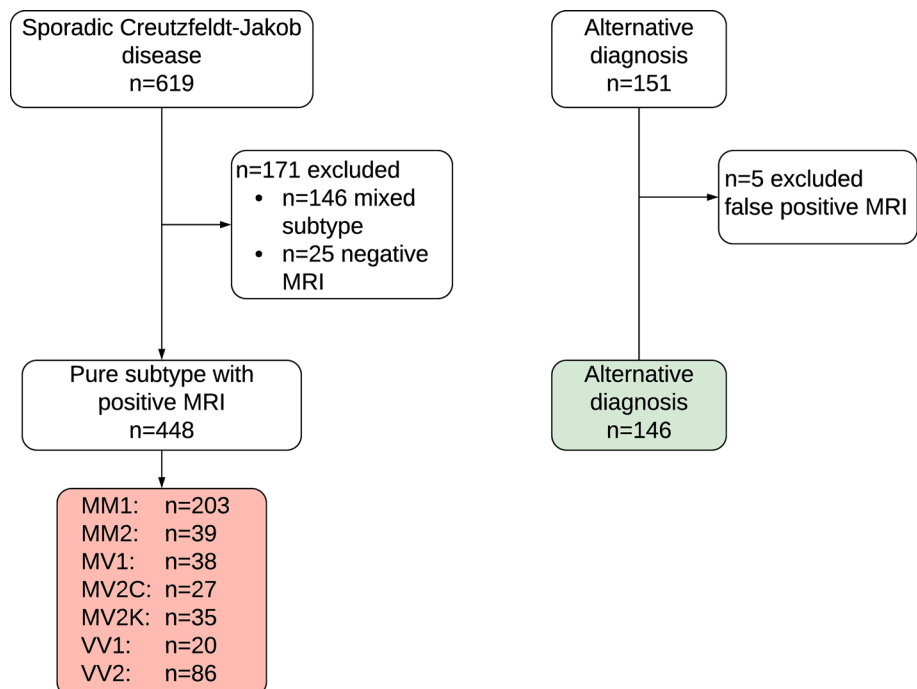 Sporadic Creutzfeldt-Jakob
disease
n=619
n=171 excluded
• n=146 mixed
subtype
• n=25 negative
MRI
Pure subtype with
positive MRI
n=448
MM1: n=203
MM2: n=39
MV1: n=38
MV2C: n=27
MV2K: n=35
VV1: n=20
VV2: n=86
Alternative
diagnosis
n=151
n=5 excluded
false positive MRI
Alternative
diagnosis
n=146